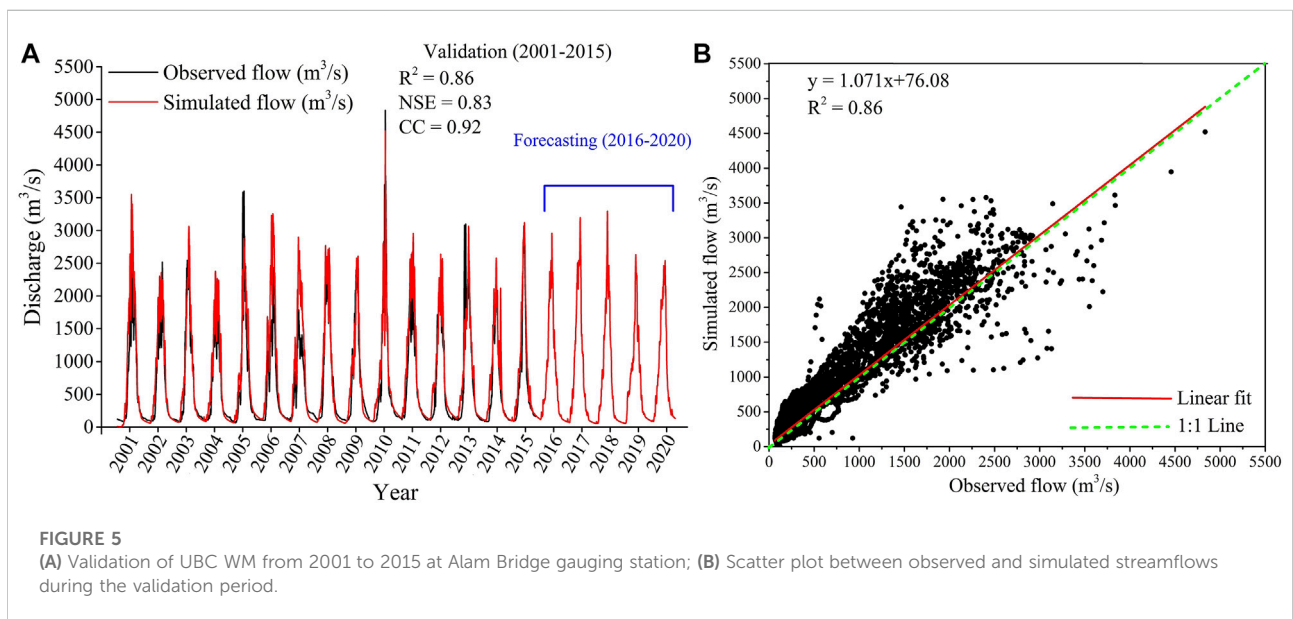 A
Validation (2001-2015)
Observed flow (m³/s)
Simulated flow (m³/s)
R² = 0.86
NSE = 0.83
CC = 0.92
Forecasting (2016-2020)
Discharge (m³/s)
5500
5000
4500
4000
3500
3000
2500
2000
1500
1000
500
0
2001
2002
2003
2004
2005
2006
2007
2008
2009
2010
2011
2012
2013
2014
2015
2016
2017
2018
2019
2020
Year
B
y = 1.071x+76.08
R² = 0.86
Simulated flow (m³/s)
5500
5000
4500
4000
3500
3000
2500
2000
1500
1000
500
0
Linear fit
1:1 Line
0 500 1000 1500 2000 2500 3000 3500 4000 4500 5000 5500
Observed flow (m³/s)
FIGURE 5
(A) Validation of UBC WM from 2001 to 2015 at Alam Bridge gauging station; (B) Scatter plot between observed and simulated streamflows
during the validation period.